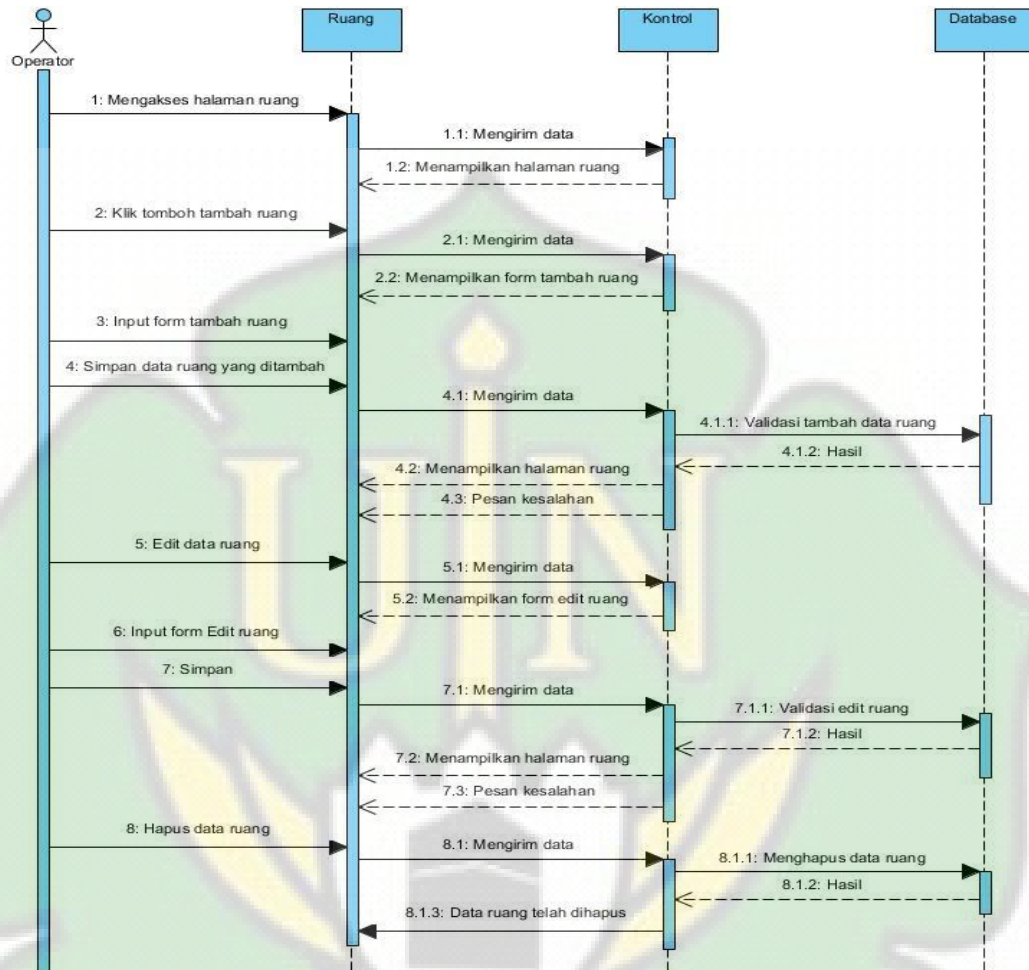 Ruang
Kontrol
Database
Operator
1: Mengakses halaman ruang
1.1: Mengirim data
1.2: Menampilkan halaman ruang
2: Klik tomboh tambah ruang
2.1: Mengirim data
2.2: Menampilkan form tambah ruang
3: Input form tambah ruang
4: Simpan data ruang yang ditambah
4.1: Mengirim data
4.1.1: Validasi tambah data ruang
4.1.2: Hasil
4.2: Menampilkan halaman ruang
4.3: Pesan kesalahan
5: Edit data ruang
5.1: Mengirim data
5.2: Menampilkan form edit ruang
6: Input form Edit ruang
7: Simpan
7.1: Mengirim data
7.1.1: Validasi edit ruang
7.1.2: Hasil
7.2: Menampilkan halaman ruang
7.3: Pesan kesalahan
8: Hapus data ruang
8.1: Mengirim data
8.1.1: Menghapus data ruang
8.1.2: Hasil
8.1.3: Data ruang telah dihapus
UIN